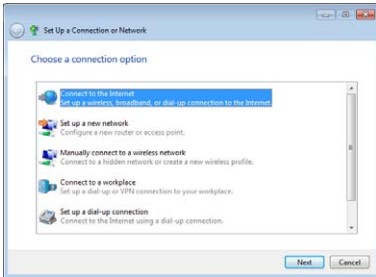 Set Up a Connection or Network
Choose a connection option
Connect to the Internet
Set up a wireless, broadband, or dial-up connection to the Internet.
Set up a new network
Configure a new router or access point.
Manually connect to a wireless network
Connect to a hidden network or create a new wireless profile.
Connect to a workplace
Set up a dial-up or VPN connection to your workplace.
Set up a dial-up connection
Connect to the Internet using a dial-up connection.
Next
Cancel